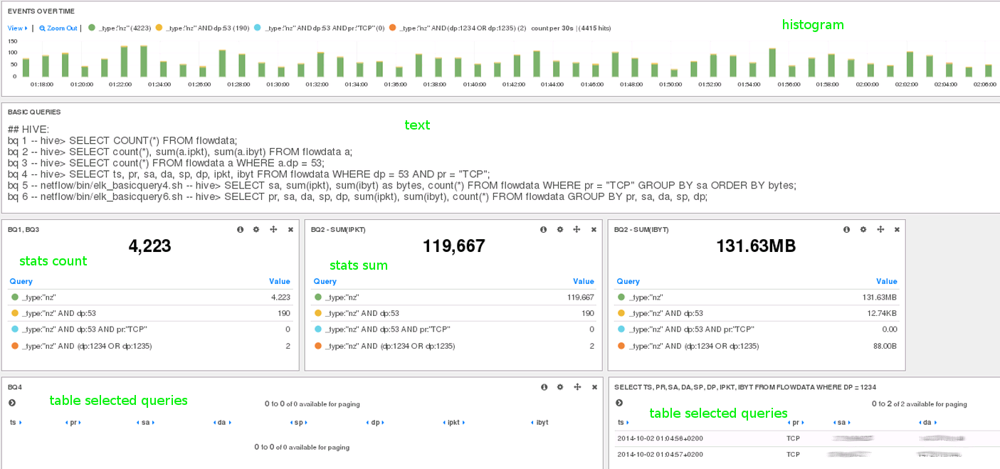 EVENTS OVER TIME
histogram
View | Zoom Out | _type:"nz" (4223) _type:"nz" AND dp:53 (190) _type:"nz" AND dp:53 AND pr:"TCP" (0) _type:"nz" AND (dp:1234 OR dp:1235) (2) count per 30s | (4415 hits)
150
100
50
0
01:18:00 01:20:00 01:22:00 01:24:00 01:26:00 01:28:00 01:30:00 01:32:00 01:34:00 01:36:00 01:38:00 01:40:00 01:42:00 01:44:00 01:46:00 01:48:00 01:50:00 01:52:00 01:54:00 01:56:00 01:58:00 02:00:00 02:02:00 02:04:00 02:06:00
BASIC QUERIES
text
## HIVE:
bq 1 -- hive> SELECT COUNT(*) FROM flowdata;
bq 2 -- hive> SELECT count(*), sum(a.ipkt), sum(a.ibyt) FROM flowdata a;
bq 3 -- hive> SELECT count(*) FROM flowdata a WHERE a.dp = 53;
bq 4 -- hive> SELECT ts, pr, sa, da, sp, dp, ipkt, ibyt FROM flowdata WHERE dp = 53 AND pr = "TCP";
bq 5 -- netflow/bin/elk_basicquery4.sh -- hive> SELECT sa, sum(ipkt), sum(ibyt) as bytes, count(*) FROM flowdata WHERE pr = "TCP" GROUP BY sa ORDER BY bytes;
bq 6 -- netflow/bin/elk_basicquery6.sh -- hive> SELECT pr, sa, da, sp, dp, sum(ipkt), sum(ibyt), count(*) FROM flowdata GROUP BY pr, sa, da, sp, dp;
BQ1, BQ3
4,223
stats count
Query Value
_type:"nz" 4,223
_type:"nz" AND dp:53 190
_type:"nz" AND dp:53 AND pr:"TCP" 0
_type:"nz" AND (dp:1234 OR dp:1235) 2
BQ2 - SUM(IPKT)
119,667
stats sum
Query Value
_type:"nz" 119,667
_type:"nz" AND dp:53 190
_type:"nz" AND dp:53 AND pr:"TCP" 0
_type:"nz" AND (dp:1234 OR dp:1235) 2
BQ2 - SUM(IBYT)
131.63MB
Query Value
_type:"nz" 131.63MB
_type:"nz" AND dp:53 12.74KB
_type:"nz" AND dp:53 AND pr:"TCP" 0.00
_type:"nz" AND (dp:1234 OR dp:1235) 88.00B
BQ4
table selected queries
0 to 0 of 0 available for paging
ts pr sa da sp dp ipkt ibyt
0 to 0 of 0 available for paging
SELECT TS, PR, SA, DA, SP, DP, IPKT, IBYT FROM FLOWDATA WHERE DP = 1234
0 to 2 of 2 available for paging
table selected queries
ts pr sa da
2014-10-02 01:04:56+0200 TCP
2014-10-02 01:04:57+0200 TCP